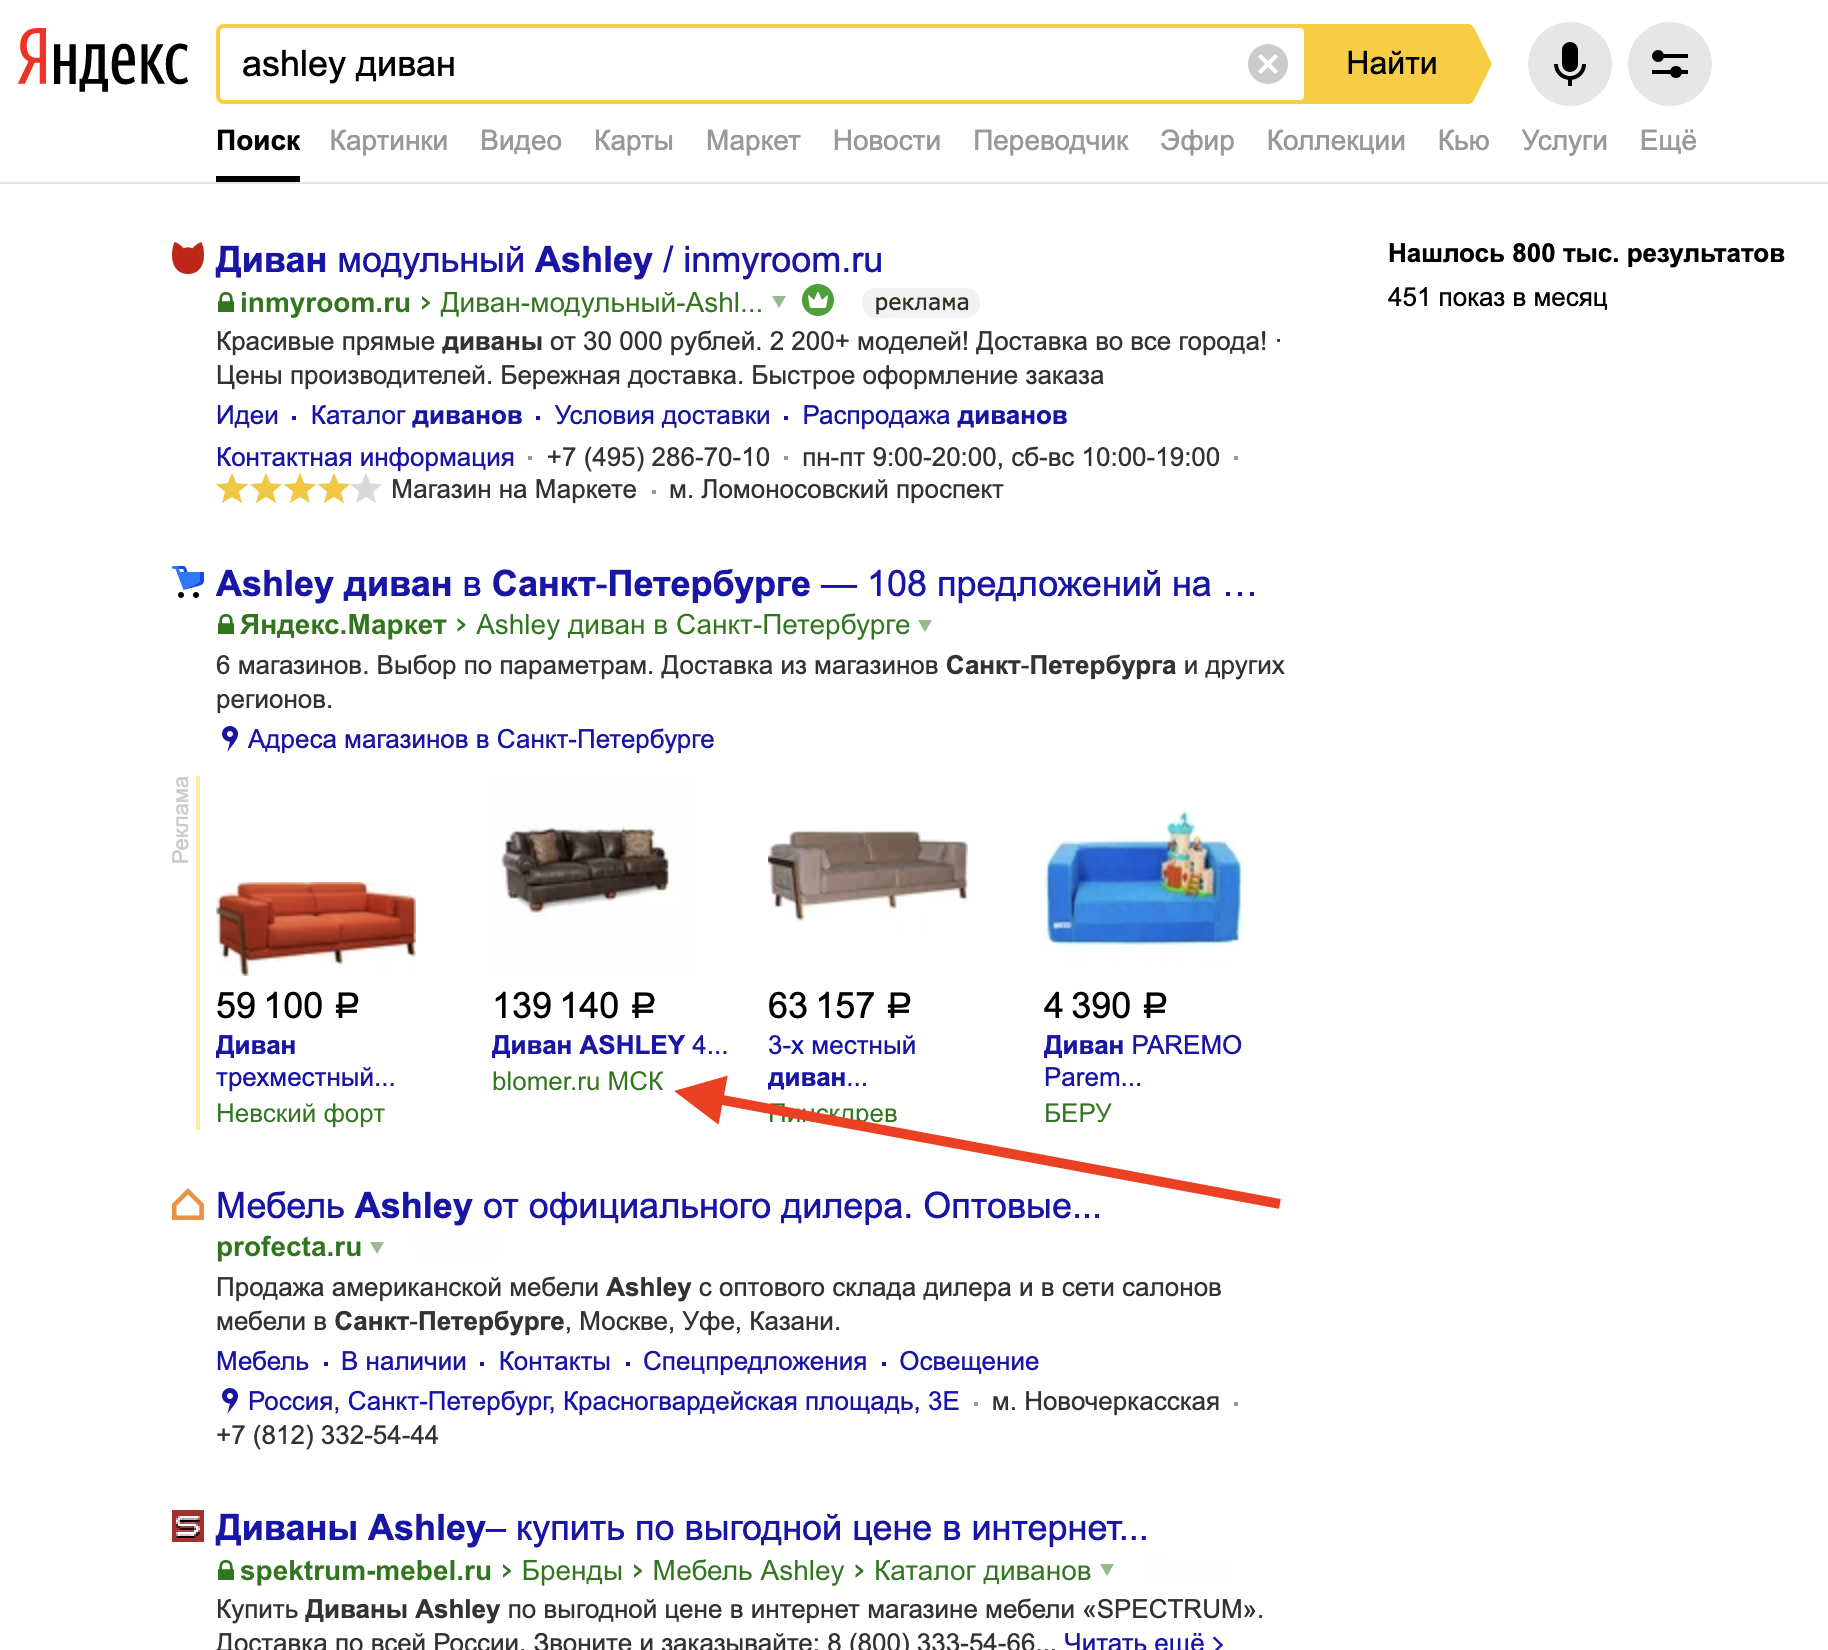 Яндекс
ashley диван
Найти
Поиск Картинки Видео Карты Маркет Новости Переводчик Эфир Коллекции Кью Услуги Ещё
Диван модульный Ashley / inmyroom.ru
inmyroom.ru › Диван-модульный-Ashl... реклама
Красивые прямые диваны от 30 000 рублей. 2 200+ моделей! Доставка во все города! ·
Цены производителей. Бережная доставка. Быстрое оформление заказа
Идеи · Каталог диванов · Условия доставки · Распродажа диванов
Контактная информация · +7 (495) 286-70-10 · пн-пт 9:00-20:00, сб-вс 10:00-19:00 ·
Магазин на Маркете · м. Ломоносовский проспект
Нашлось 800 тыс. результатов
451 показ в месяц
Ashley диван в Санкт-Петербурге — 108 предложений на ...
Яндекс.Маркет › Ashley диван в Санкт-Петербурге
6 магазинов. Выбор по параметрам. Доставка из магазинов Санкт-Петербурга и других
регионов.
Адреса магазинов в Санкт-Петербурге
Реклама
59 100 ₽
Диван
трехместный...
Невский форт
139 140 ₽
Диван ASHLEY 4...
blomer.ru МСК
63 157 ₽
3-х местный
диван...
Пинскдрев
4 390 ₽
Диван PAREMO
Parem...
БЕРУ
Мебель Ashley от официального дилера. Оптовые...
profecta.ru
Продажа американской мебели Ashley с оптового склада дилера и в сети салонов
мебели в Санкт-Петербурге, Москве, Уфе, Казани.
Мебель · В наличии · Контакты · Спецпредложения · Освещение
Россия, Санкт-Петербург, Красногвардейская площадь, 3Е · м. Новочеркасская ·
+7 (812) 332-54-44
Диваны Ashley– купить по выгодной цене в интернет...
spektrum-mebel.ru › Бренды › Мебель Ashley › Каталог диванов
Купить Диваны Ashley по выгодной цене в интернет магазине мебели «SPECTRUM».
Доставка по всей России. Звоните и заказывайте: 8 (800) 333-54-66... Читать ещё ›